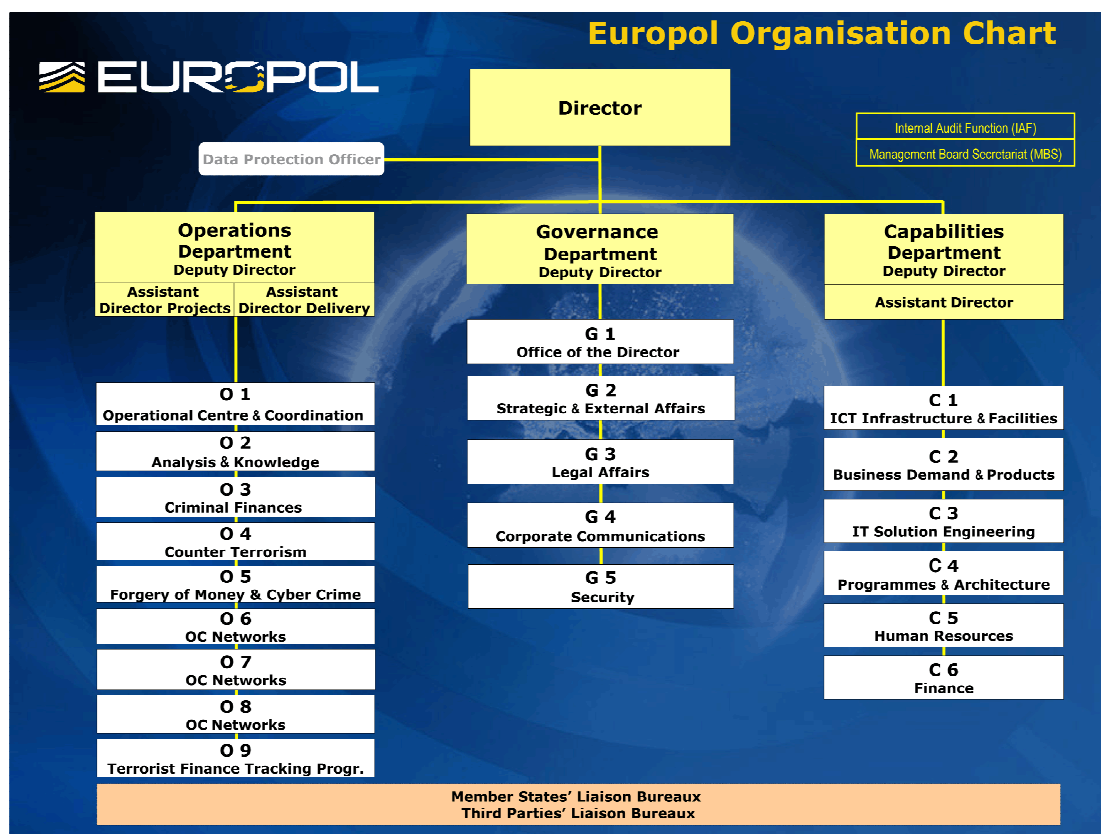 Europol Organisation Chart
EUROPOL
Director
Internal Audit Function (IAF)
Management Board Secretariat (MBS)
Data Protection Officer
Operations
Department
Deputy Director
Assistant
Director Projects
Assistant
Director Delivery
O 1
Operational Centre & Coordination
O 2
Analysis & Knowledge
O 3
Criminal Finances
O 4
Counter Terrorism
O 5
Forgery of Money & Cyber Crime
O 6
OC Networks
O 7
OC Networks
O 8
OC Networks
O 9
Terrorist Finance Tracking Progr.
Governance
Department
Deputy Director
G 1
Office of the Director
G 2
Strategic & External Affairs
G 3
Legal Affairs
G 4
Corporate Communications
G 5
Security
Capabilities
Department
Deputy Director
Assistant Director
C 1
ICT Infrastructure & Facilities
C 2
Business Demand & Products
C 3
IT Solution Engineering
C 4
Programmes & Architecture
C 5
Human Resources
C 6
Finance
Member States' Liaison Bureaux
Third Parties' Liaison Bureaux